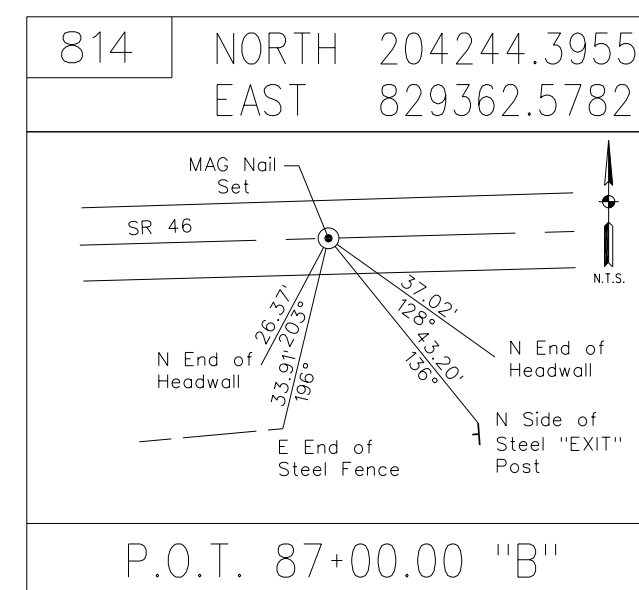 814
NORTH 204244.3955
EAST 829362.5782
MAG Nail
Set
SR 46
N.T.S.
26.37'
203°
33.91'
196°
37.02'
128°
43.20'
136°
N End of
Headwall
N End of
Headwall
E End of
Steel Fence
N Side of
Steel "EXIT"
Post
P.O.T. 87+00.00 "B"